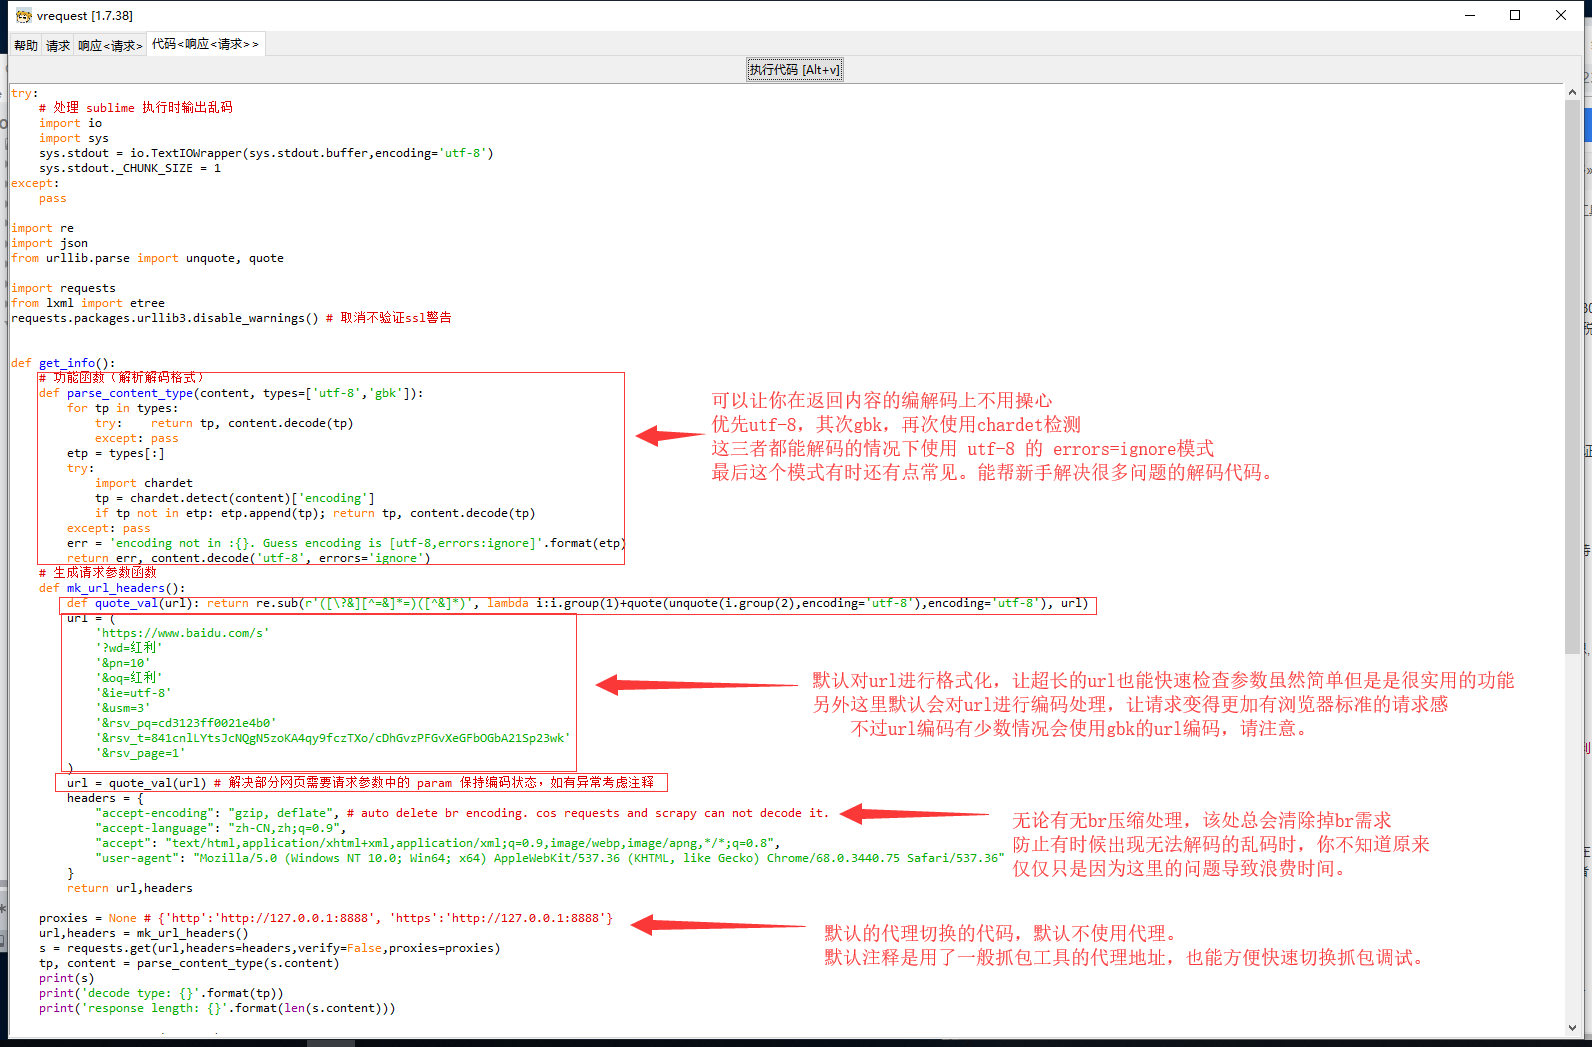 vrequest [1.7.38]
帮助 请求 响应<请求> 代码<响应<请求>>
执行代码 [Alt+v]
try:
# 处理 sublime 执行时输出乱码
import io
import sys
sys.stdout = io.TextIOWrapper(sys.stdout.buffer,encoding='utf-8')
sys.stdout._CHUNK_SIZE = 1
except:
pass
import re
import json
from urllib.parse import unquote, quote
import requests
from lxml import etree
requests.packages.urllib3.disable_warnings() # 取消不验证ssl警告
def get_info():
# 功能函数（解析解码格式）
def parse_content_type(content, types=['utf-8','gbk']):
for tp in types:
try:    return tp, content.decode(tp)
except: pass
etp = types[:]
try:
import chardet
tp = chardet.detect(content)['encoding']
if tp not in etp: etp.append(tp); return tp, content.decode(tp)
except: pass
err = 'encoding not in :{}. Guess encoding is [utf-8,errors:ignore]'.format(etp)
return err, content.decode('utf-8', errors='ignore')
可以让你在返回内容的编解码上不用操心
优先utf-8，其次gbk，再次使用chardet检测
这三者都能解码的情况下使用 utf-8 的 errors=ignore模式
最后这个模式有时还有点常见。能帮新手解决很多问题的解码代码。
# 生成请求参数函数
def mk_url_headers():
def quote_val(url): return re.sub(r'([\?&][^=&]*=)([^&]*)', lambda i:i.group(1)+quote(unquote(i.group(2),encoding='utf-8'),encoding='utf-8'), url)
url = (
'https://www.baidu.com/s'
'?wd=红利'
'&pn=10'
'&oq=红利'
'&ie=utf-8'
'&usm=3'
'&rsv_pq=cd3123ff0021e4b0'
'&rsv_t=841cnlLYtsJcNQgN5zoKA4qy9fczTXo/cDhGvzPFGvXeGFbOGbA21Sp23wk'
'&rsv_page=1'
)
默认对url进行格式化，让超长的url也能快速检查参数虽然简单但是是很实用的功能
另外这里默认会对url进行编码处理，让请求变得更加有浏览器标准的请求感
不过url编码有少数情况会使用gbk的url编码，请注意。
url = quote_val(url) # 解决部分网页需要请求参数中的 param 保持编码状态，如有异常考虑注释
headers = {
"accept-encoding": "gzip, deflate", # auto delete br encoding. cos requests and scrapy can not decode it.
"accept-language": "zh-CN,zh;q=0.9",
"accept": "text/html,application/xhtml+xml,application/xml;q=0.9,image/webp,image/apng,*/*;q=0.8",
"user-agent": "Mozilla/5.0 (Windows NT 10.0; Win64; x64) AppleWebKit/537.36 (KHTML, like Gecko) Chrome/68.0.3440.75 Safari/537.36"
}
return url,headers
无论有无br压缩处理，该处总会清除掉br需求
防止有时候出现无法解码的乱码时，你不知道原来
仅仅只是因为这里的问题导致浪费时间。
proxies = None # {'http':'http://127.0.0.1:8888', 'https':'http://127.0.0.1:8888'}
url,headers = mk_url_headers()
s = requests.get(url,headers=headers,verify=False,proxies=proxies)
tp, content = parse_content_type(s.content)
print(s)
print('decode type: {}'.format(tp))
print('response length: {}'.format(len(s.content)))
默认的代理切换的代码，默认不使用代理。
默认注释是用了一般抓包工具的代理地址，也能方便快速切换抓包调试。